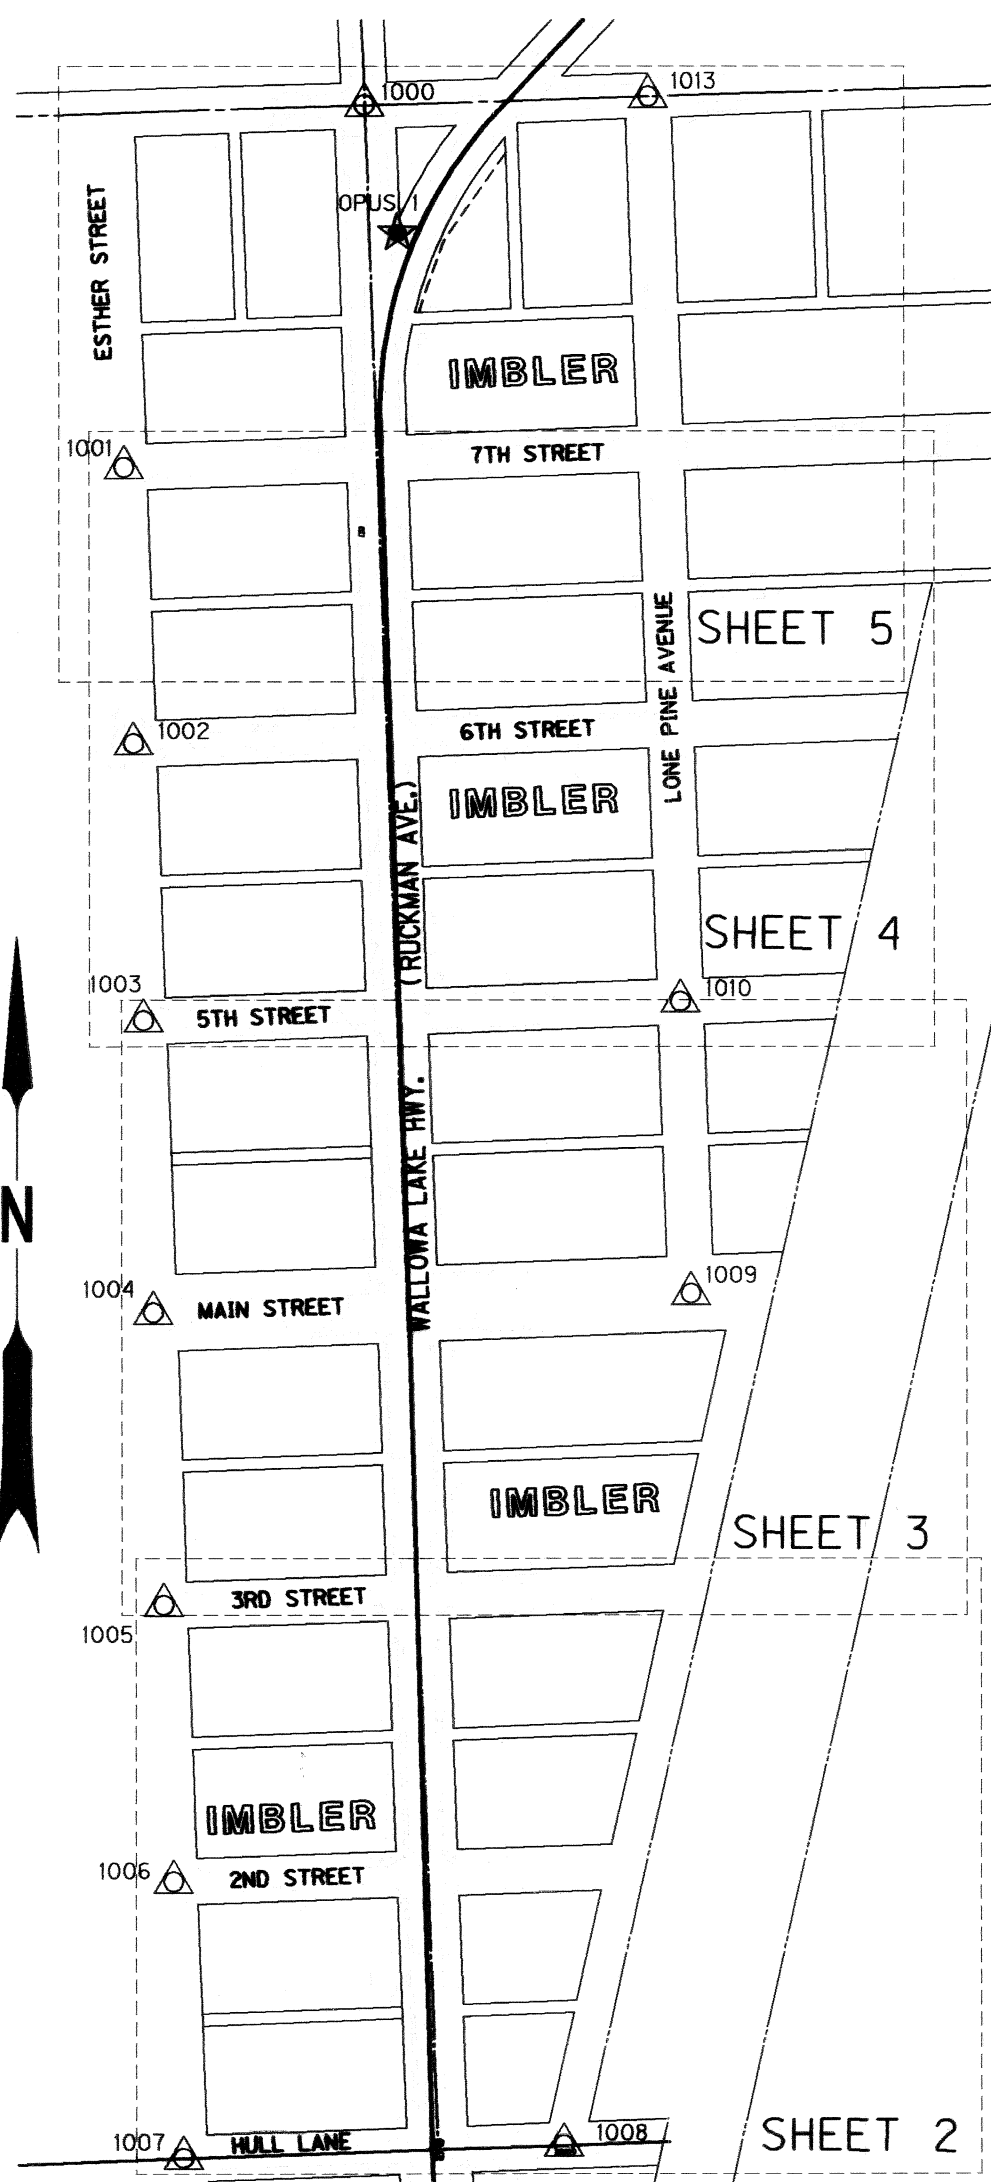 1000
1013
OPUS 1
ESTHER STREET
IMBLER
1001
7TH STREET
LONE PINE AVENUE
SHEET 5
1002
6TH STREET
IMBLER
(RUCKMAN AVE.)
SHEET 4
1003
1010
5TH STREET
WALLOWA LAKE HWY.
N
1009
1004
MAIN STREET
IMBLER
SHEET 3
3RD STREET
1005
IMBLER
1006
2ND STREET
1007
HULL LANE
1008
SHEET 2